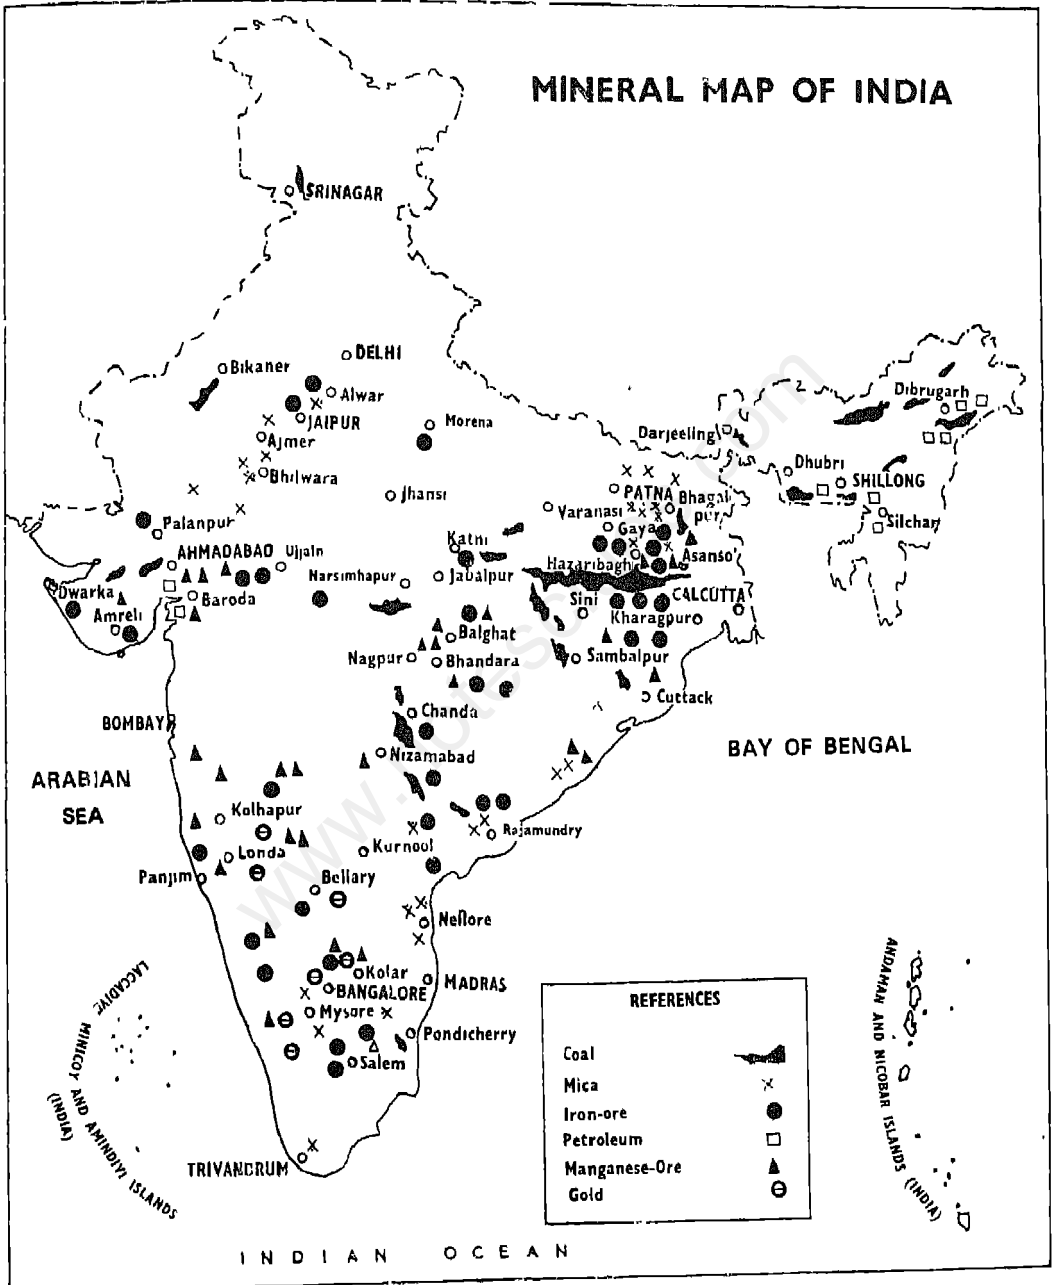 MINERAL MAP OF INDIA
SRINAGAR
DELHI
Bikaner
Alwar
JAIPUR
Morena
Ajmer
Bhilwara
Jhansi
Darjeeling
Dibrugarh
Dhubri
SHILLONG
Silchar
PATNA
Bhagal
pur
Varanasi
Gaya
Palanpur
AHMADABAD
Ujjain
Katni
Jabalpur
Narsimhapur
Hazaribagh
Asansol
Dwarka
Baroda
Amreli
Sini
CALCUTTA
Kharagpur
Balghat
Nagpur
Bhandara
Sambalpur
Cuttack
Chanda
BOMBAY
Nizamabad
BAY OF BENGAL
ARABIAN
SEA
Kolhapur
Londa
Kurnool
Rajamundry
Panjim
Bellary
Nellore
Kolar
BANGALORE
MADRAS
Mysore
Pondicherry
Salem
TRIVANDRUM
LACCADIVE
MINICOY AND AMINDIVI ISLANDS
(INDIA)
ANDAMAN AND NICOBAR ISLANDS (INDIA)
REFERENCES
Coal
Mica
Iron-ore
Petroleum
Manganese-Ore
Gold
INDIAN OCEAN